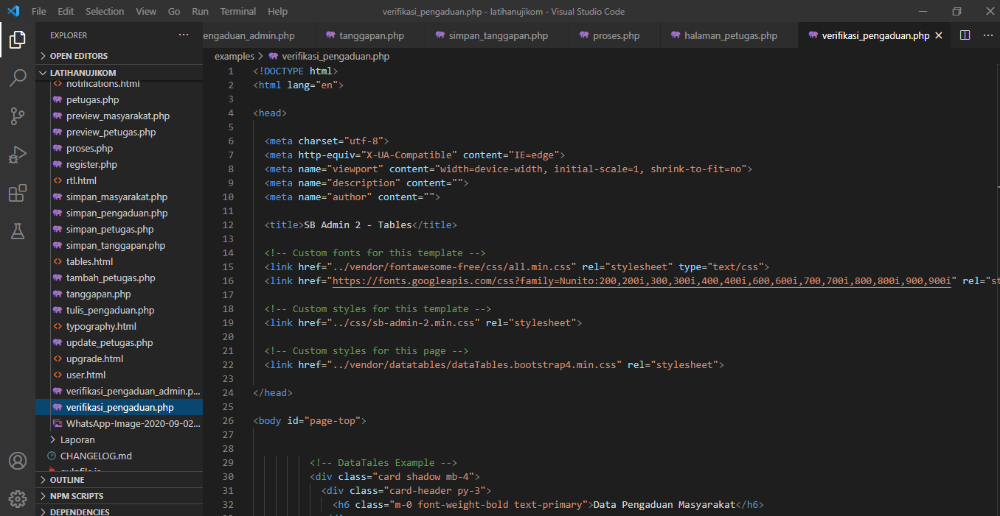 File Edit Selection View Go Run Terminal Help verifikasi_pengaduan.php - latihanujikom - Visual Studio Code
EXPLORER ···
engaduan_admin.php tanggapan.php simpan_tanggapan.php proses.php halaman_petugas.php verifikasi_pengaduan.php
OPEN EDITORS
LATIHANUJIKOM
notifications.html
petugas.php
preview_masyarakat.php
preview_petugas.php
proses.php
register.php
rtl.html
simpan_masyarakat.php
simpan_pengaduan.php
simpan_petugas.php
simpan_tanggapan.php
tables.html
tambah_petugas.php
tanggapan.php
tulis_pengaduan.php
typography.html
update_petugas.php
upgrade.html
user.html
verifikasi_pengaduan_admin.p...
verifikasi_pengaduan.php
WhatsApp-Image-2020-09-02...
Laporan
CHANGELOG.md
gulpfile.js
OUTLINE
NPM SCRIPTS
DEPENDENCIES
examples > verifikasi_pengaduan.php
1 <!DOCTYPE html>
2 <html lang="en">
3
4 <head>
5
6 <meta charset="utf-8">
7 <meta http-equiv="X-UA-Compatible" content="IE=edge">
8 <meta name="viewport" content="width=device-width, initial-scale=1, shrink-to-fit=no">
9 <meta name="description" content="">
10 <meta name="author" content="">
11
12 <title>SB Admin 2 - Tables</title>
13
14 <!-- Custom fonts for this template -->
15 <link href="../vendor/fontawesome-free/css/all.min.css" rel="stylesheet" type="text/css">
16 <link href="https://fonts.googleapis.com/css?family=Nunito:200,200i,300,300i,400,400i,600,600i,700,700i,800,800i,900,900i" rel="st
17
18 <!-- Custom styles for this template -->
19 <link href="../css/sb-admin-2.min.css" rel="stylesheet">
20
21 <!-- Custom styles for this page -->
22 <link href="../vendor/datatables/dataTables.bootstrap4.min.css" rel="stylesheet">
23
24 </head>
25
26 <body id="page-top">
27
28
29 <!-- DataTales Example -->
30 <div class="card shadow mb-4">
31 <div class="card-header py-3">
32 <h6 class="m-0 font-weight-bold text-primary">Data Pengaduan Masyarakat</h6>